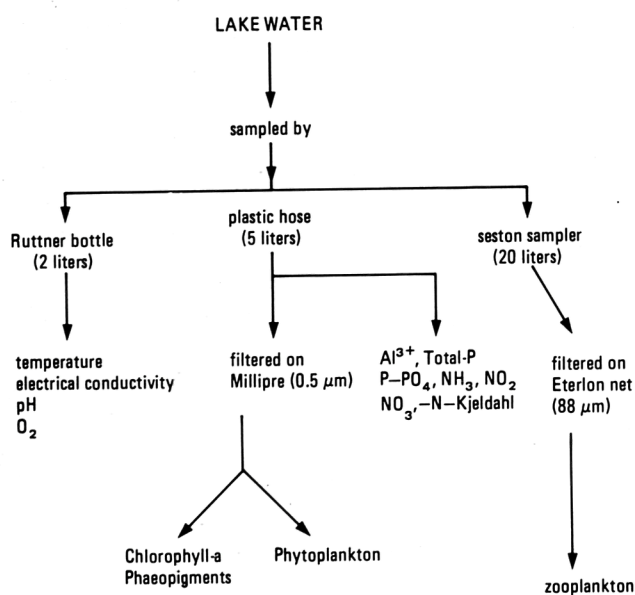 LAKE WATER
sampled by
Ruttner bottle
(2 liters)
plastic hose
(5 liters)
seston sampler
(20 liters)
temperature
electrical conductivity
pH
O₂
filtered on
Millipre (0.5 μm)
Al³⁺, Total-P
P–PO₄, NH₃, NO₂
NO₃,–N–Kjeldahl
filtered on
Eterlon net
(88 μm)
Chlorophyll-a
Phaeopigments
Phytoplankton
zooplankton